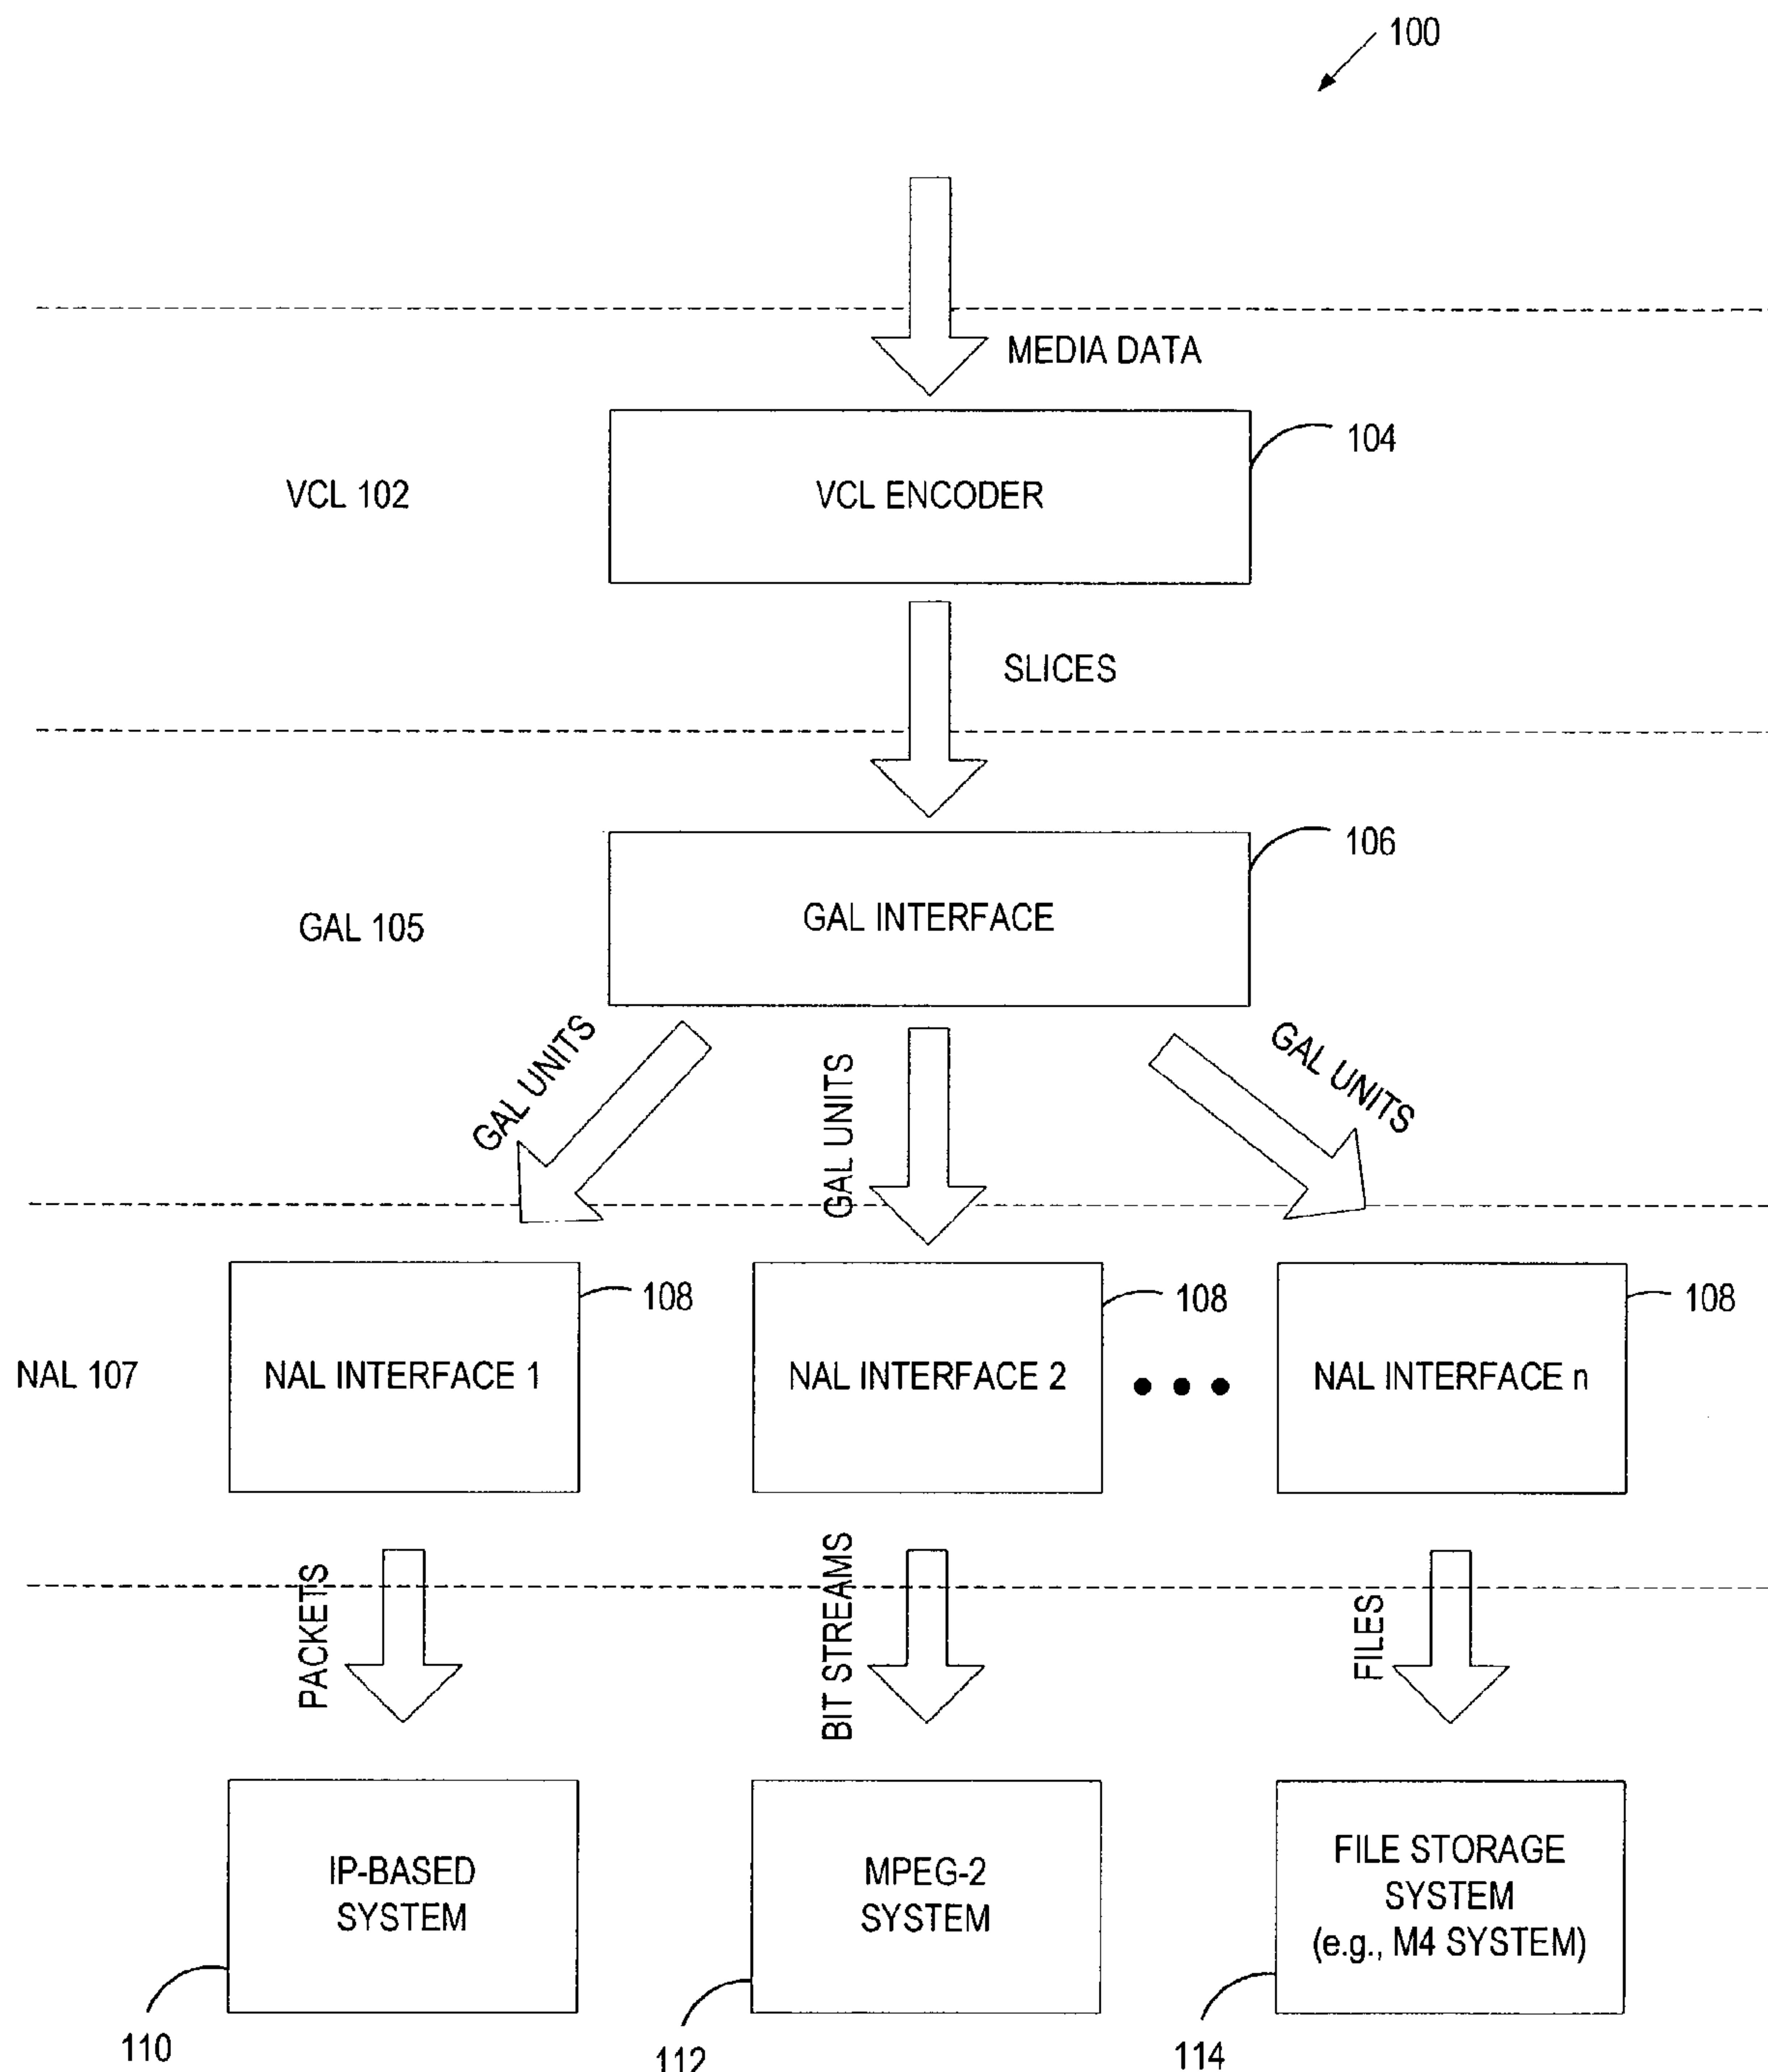 100
MEDIA DATA
104
VCL 102
VCL ENCODER
SLICES
106
GAL 105
GAL INTERFACE
GAL UNITS
GAL UNITS
GAL UNITS
108
108
108
NAL 107
NAL INTERFACE 1
NAL INTERFACE 2
•••
NAL INTERFACE n
PACKETS
BIT STREAMS
FILES
IP-BASED
SYSTEM
MPEG-2
SYSTEM
FILE STORAGE
SYSTEM
(e.g., M4 SYSTEM)
110
112
114